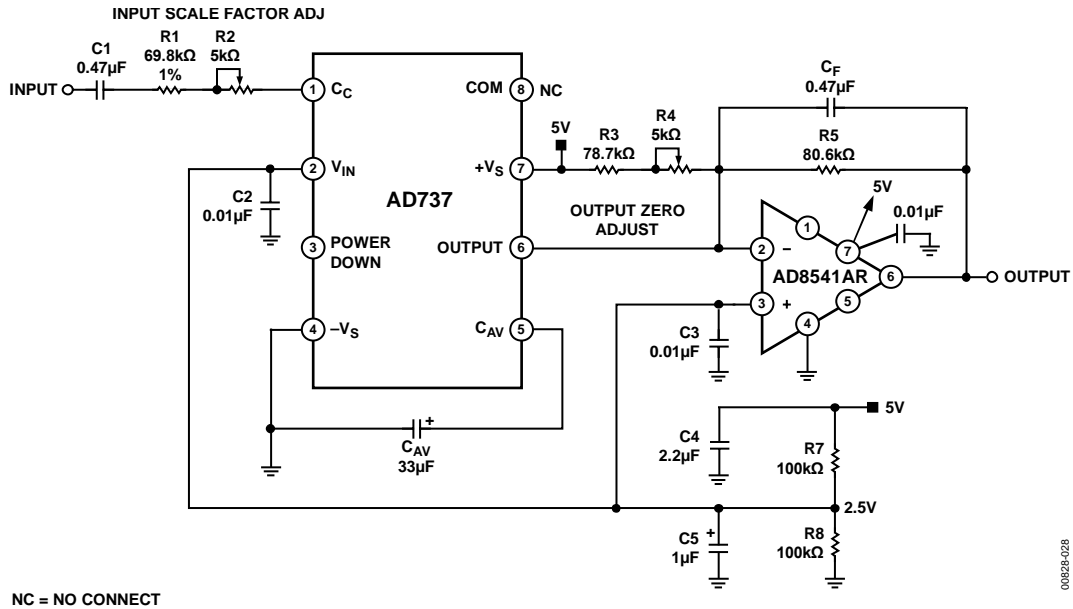 INPUT SCALE FACTOR ADJ
C1
0.47µF
R1
69.8kΩ
1%
R2
5kΩ
INPUT
1
CC
COM
8
NC
2
VIN
C2
0.01µF
AD737
+VS
7
5V
R3
78.7kΩ
R4
5kΩ
CF
0.47µF
R5
80.6kΩ
3
POWER
DOWN
OUTPUT
6
OUTPUT ZERO
ADJUST
5V
0.01µF
1
2
–
7
AD8541AR
6
OUTPUT
3
+
5
4
4
–VS
CAV
5
C3
0.01µF
+
CAV
33µF
5V
C4
2.2µF
R7
100kΩ
2.5V
+
C5
1µF
R8
100kΩ
NC = NO CONNECT
00828-028